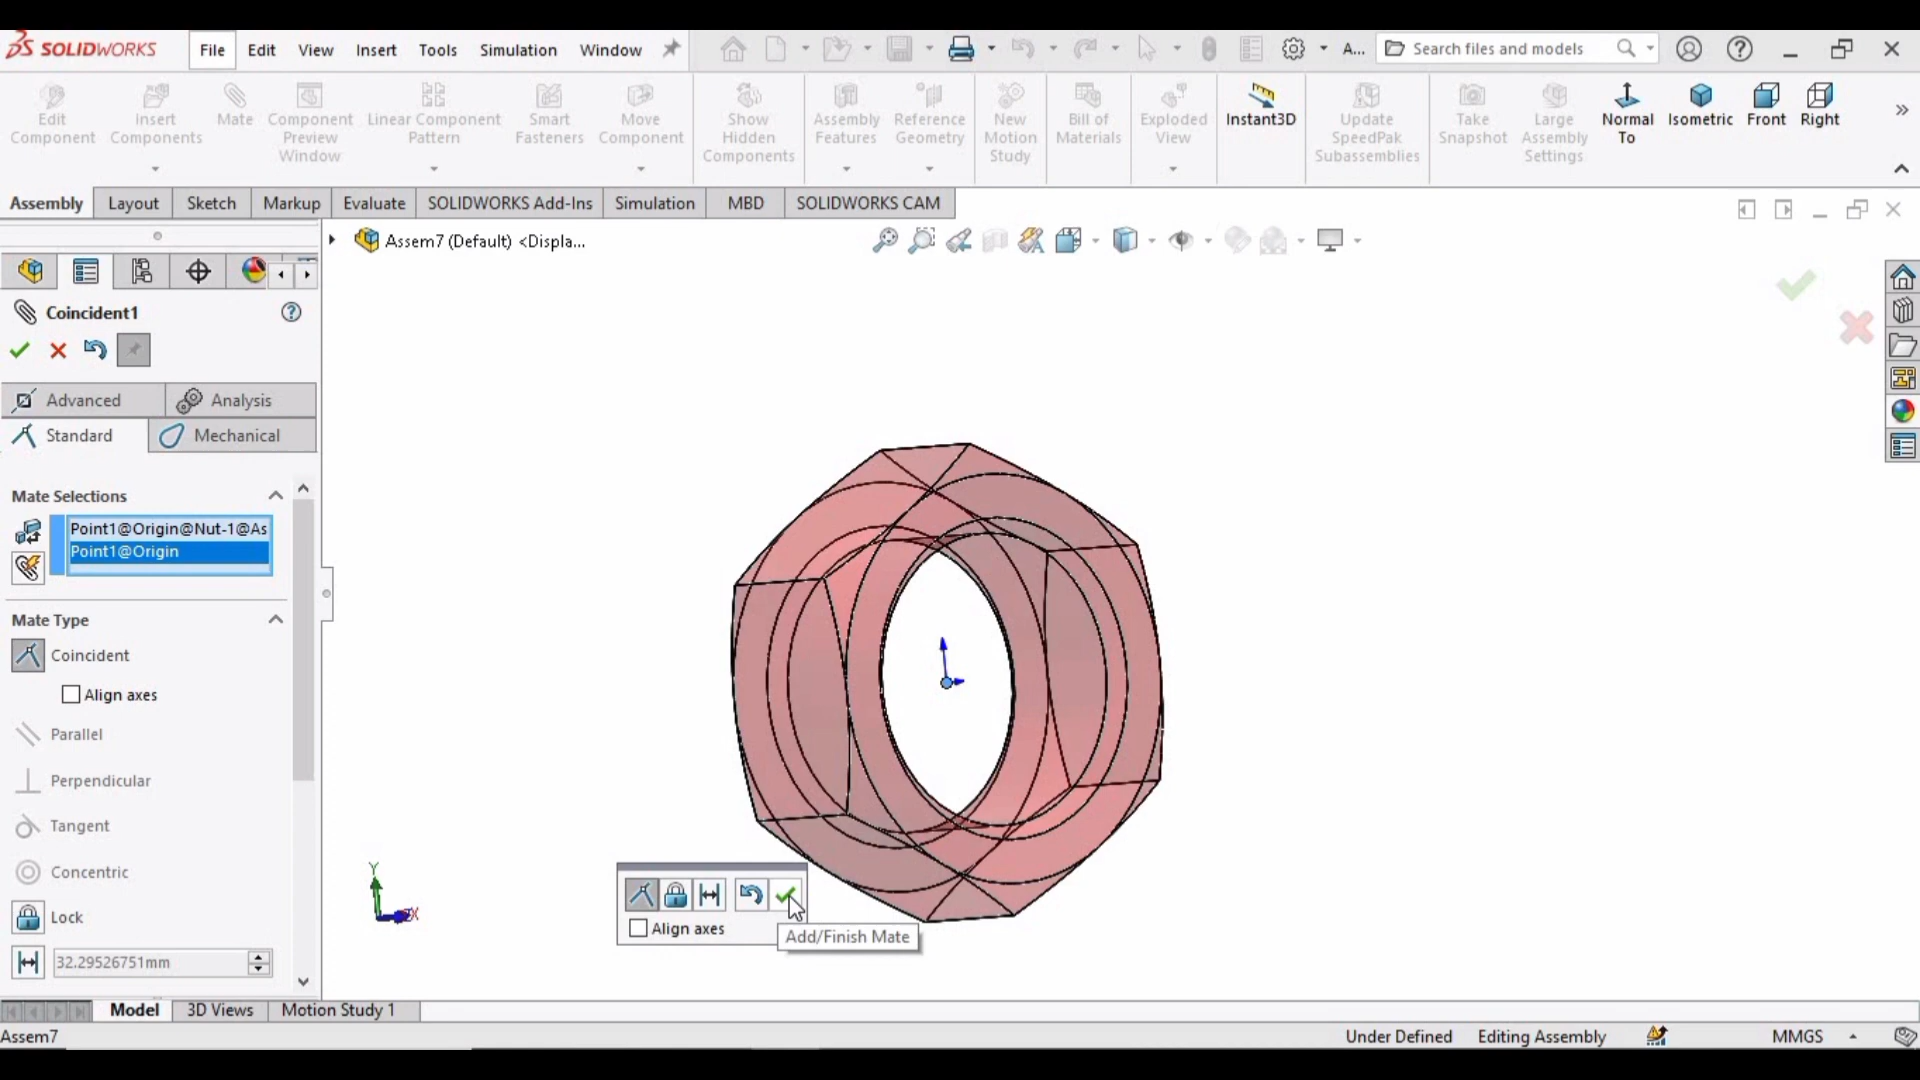 SOLIDWORKS File Edit View Insert Tools Simulation Window A... Search files and models
Edit Component
Insert Components
Mate
Component Preview Window
Linear Component Pattern
Smart Fasteners
Move Component
Show Hidden Components
Assembly Features
Reference Geometry
New Motion Study
Bill of Materials
Exploded View
Instant3D
Update SpeedPak Subassemblies
Take Snapshot
Large Assembly Settings
Normal To
Isometric
Front
Right
Assembly Layout Sketch Markup Evaluate SOLIDWORKS Add-Ins Simulation MBD SOLIDWORKS CAM
Assem7 (Default) <Displa...
Coincident1
Advanced Analysis
Standard Mechanical
Mate Selections
Point1@Origin@Nut-1@As
Point1@Origin
Mate Type
Coincident
Align axes
Parallel
Perpendicular
Tangent
Concentric
Lock
32.29526751mm
Y
X
Align axes
Add/Finish Mate
Model 3D Views Motion Study 1
Assem7 Under Defined Editing Assembly MMGS